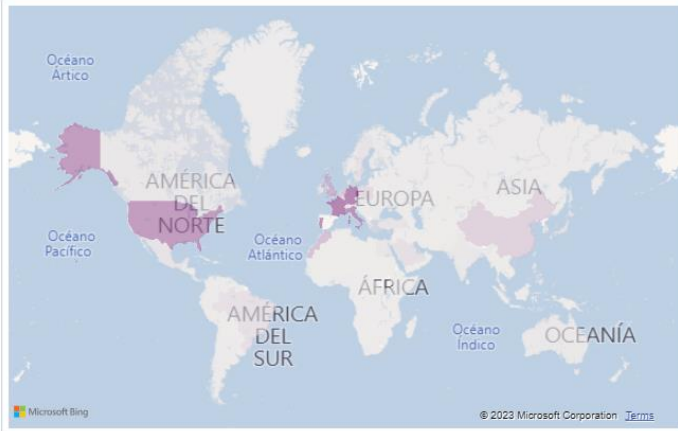 Océano
Ártico
AMÉRICA
DEL
NORTE
EUROPA
ASIA
Océano
Pacífico
Océano
Atlántico
ÁFRICA
AMÉRICA
DEL
SUR
Océano
Índico
OCEANÍA
Microsoft Bing
© 2023 Microsoft Corporation Terms